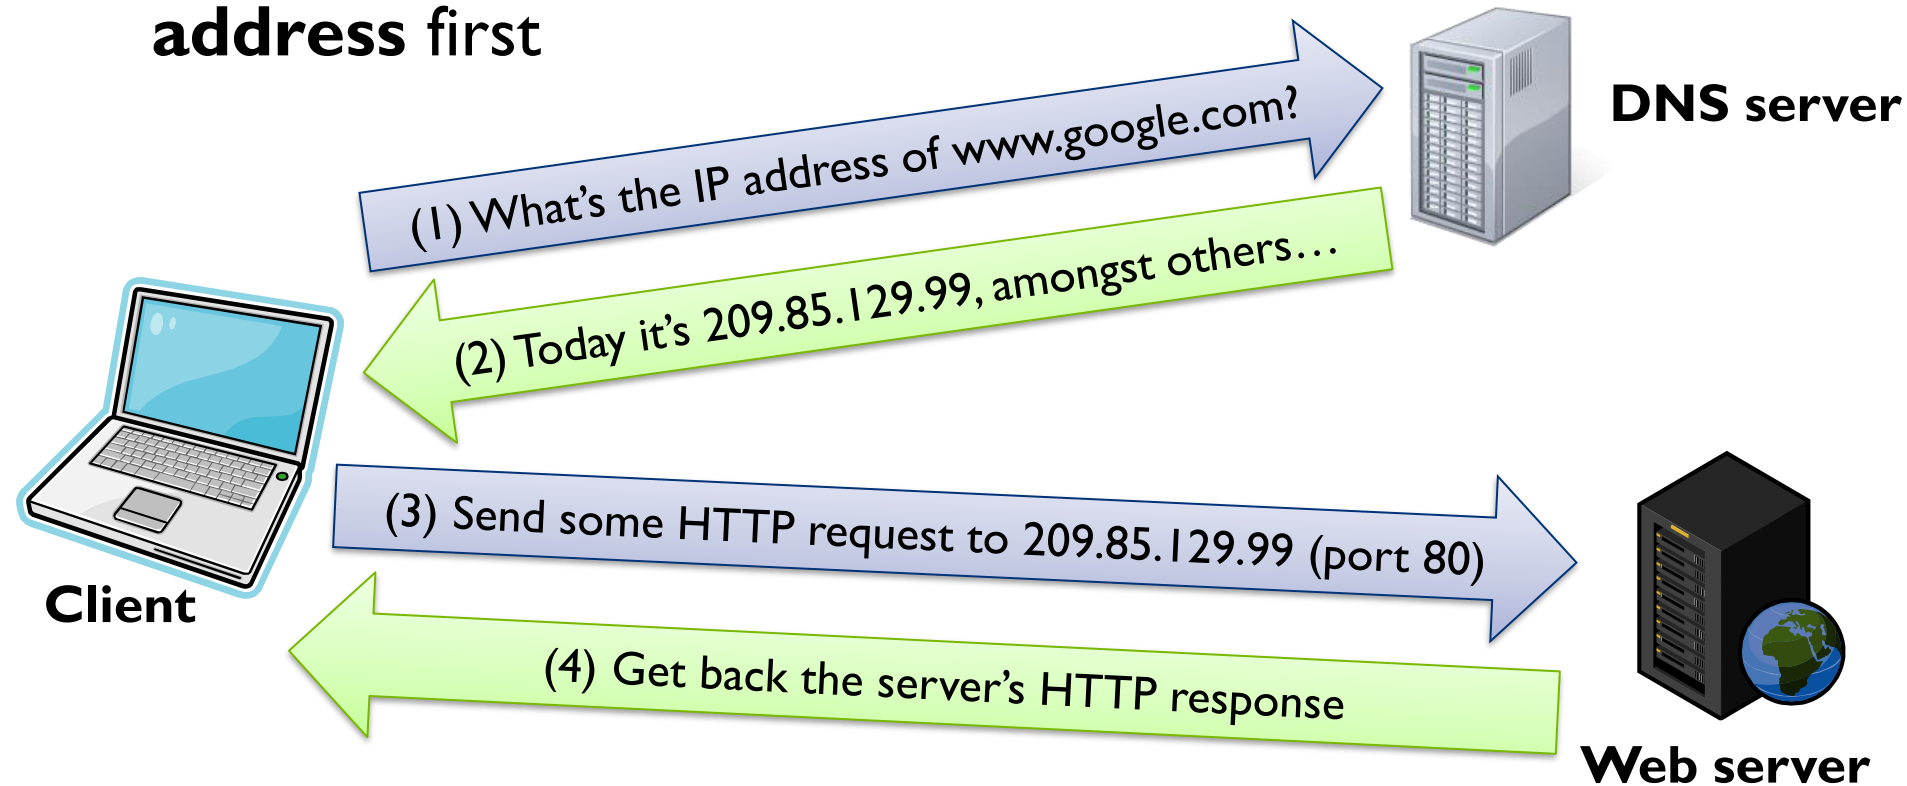 address first
DNS server
(1) What's the IP address of www.google.com?
(2) Today it's 209.85.129.99, amongst others…
(3) Send some HTTP request to 209.85.129.99 (port 80)
Client
(4) Get back the server's HTTP response
Web server